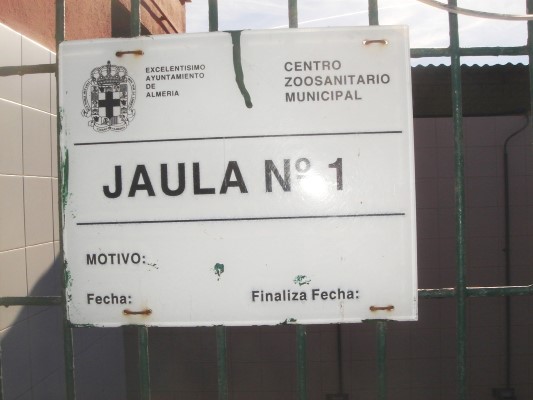 EXCELENTISIMO
AYUNTAMIENTO
DE
ALMERIA
CENTRO
ZOOSANITARIO
MUNICIPAL
JAULA Nº 1
MOTIVO:
Fecha:
Finaliza Fecha: